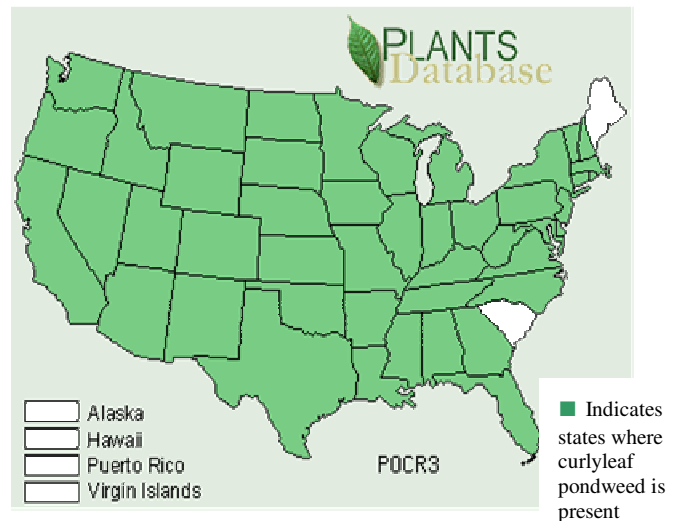 PLANTS
Database
Alaska
Hawaii
Puerto Rico
Virgin Islands
POCR3
Indicates
states where
curlyleaf
pondweed is
present